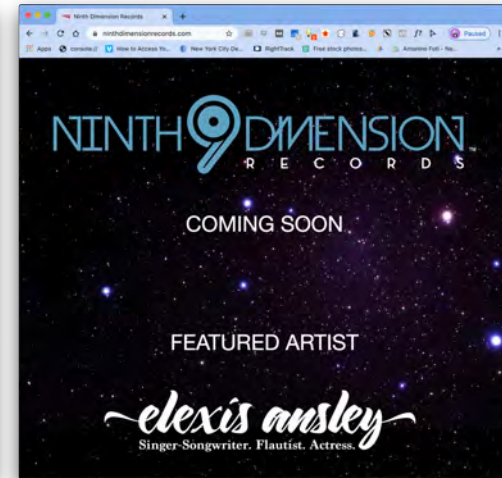 Ninth Dimension Records
ninthdimensionrecords.com
Paused
Apps
console://
How to Access Yo...
New York City De...
RightTrack
Free stock photos...
NINTH 9 DIMENSION
RECORDS
COMING SOON
FEATURED ARTIST
elexis ansley
Singer-Songwriter. Flautist. Actress.